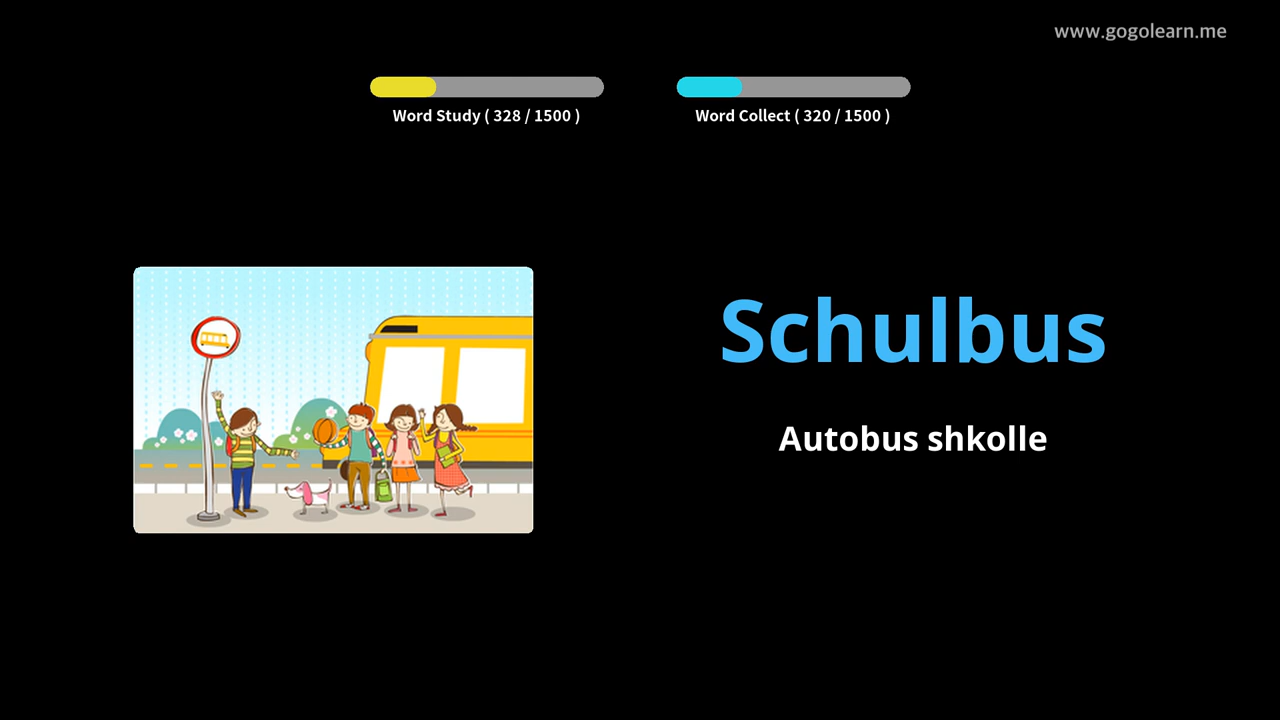 www.gogolearn.me
Word Study ( 328 / 1500 )
Word Collect ( 320 / 1500 )
Schulbus
Autobus shkolle